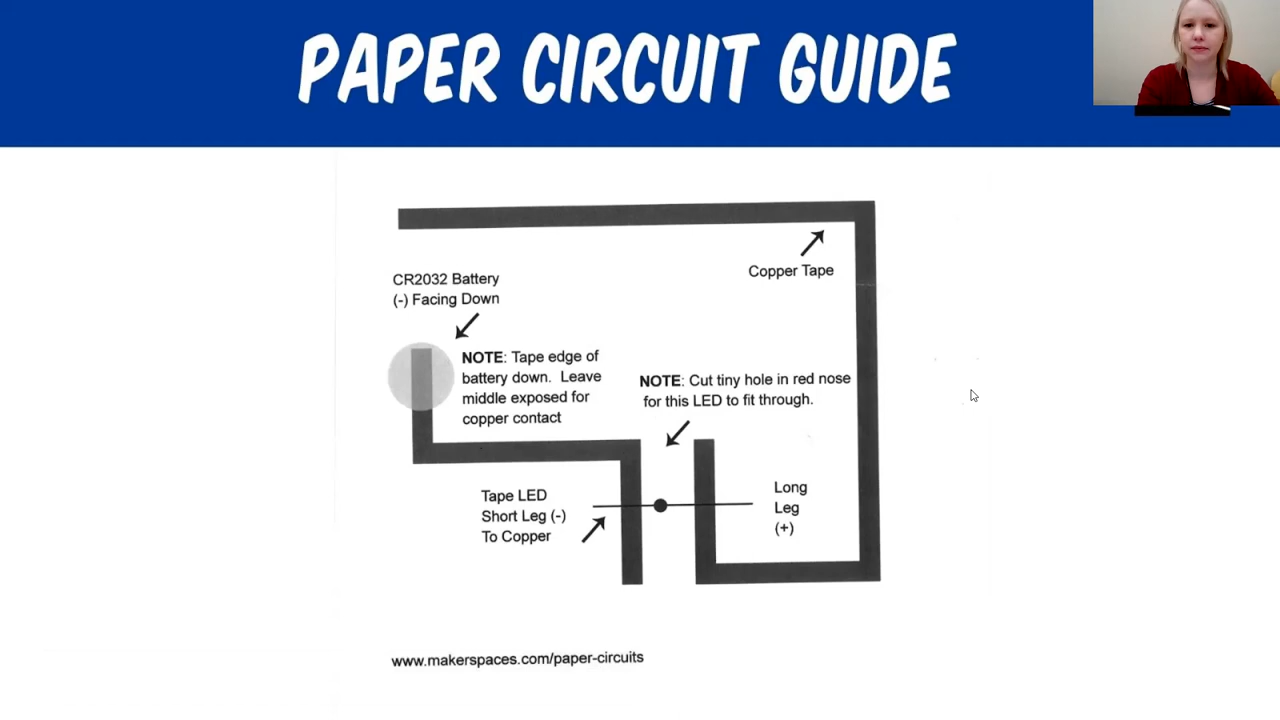 PAPER CIRCUIT GUIDE
Copper Tape
CR2032 Battery
(-) Facing Down
NOTE: Tape edge of
battery down. Leave
middle exposed for
copper contact
NOTE: Cut tiny hole in red nose
for this LED to fit through.
Tape LED
Short Leg (-)
To Copper
Long
Leg
(+)
www.makerspaces.com/paper-circuits